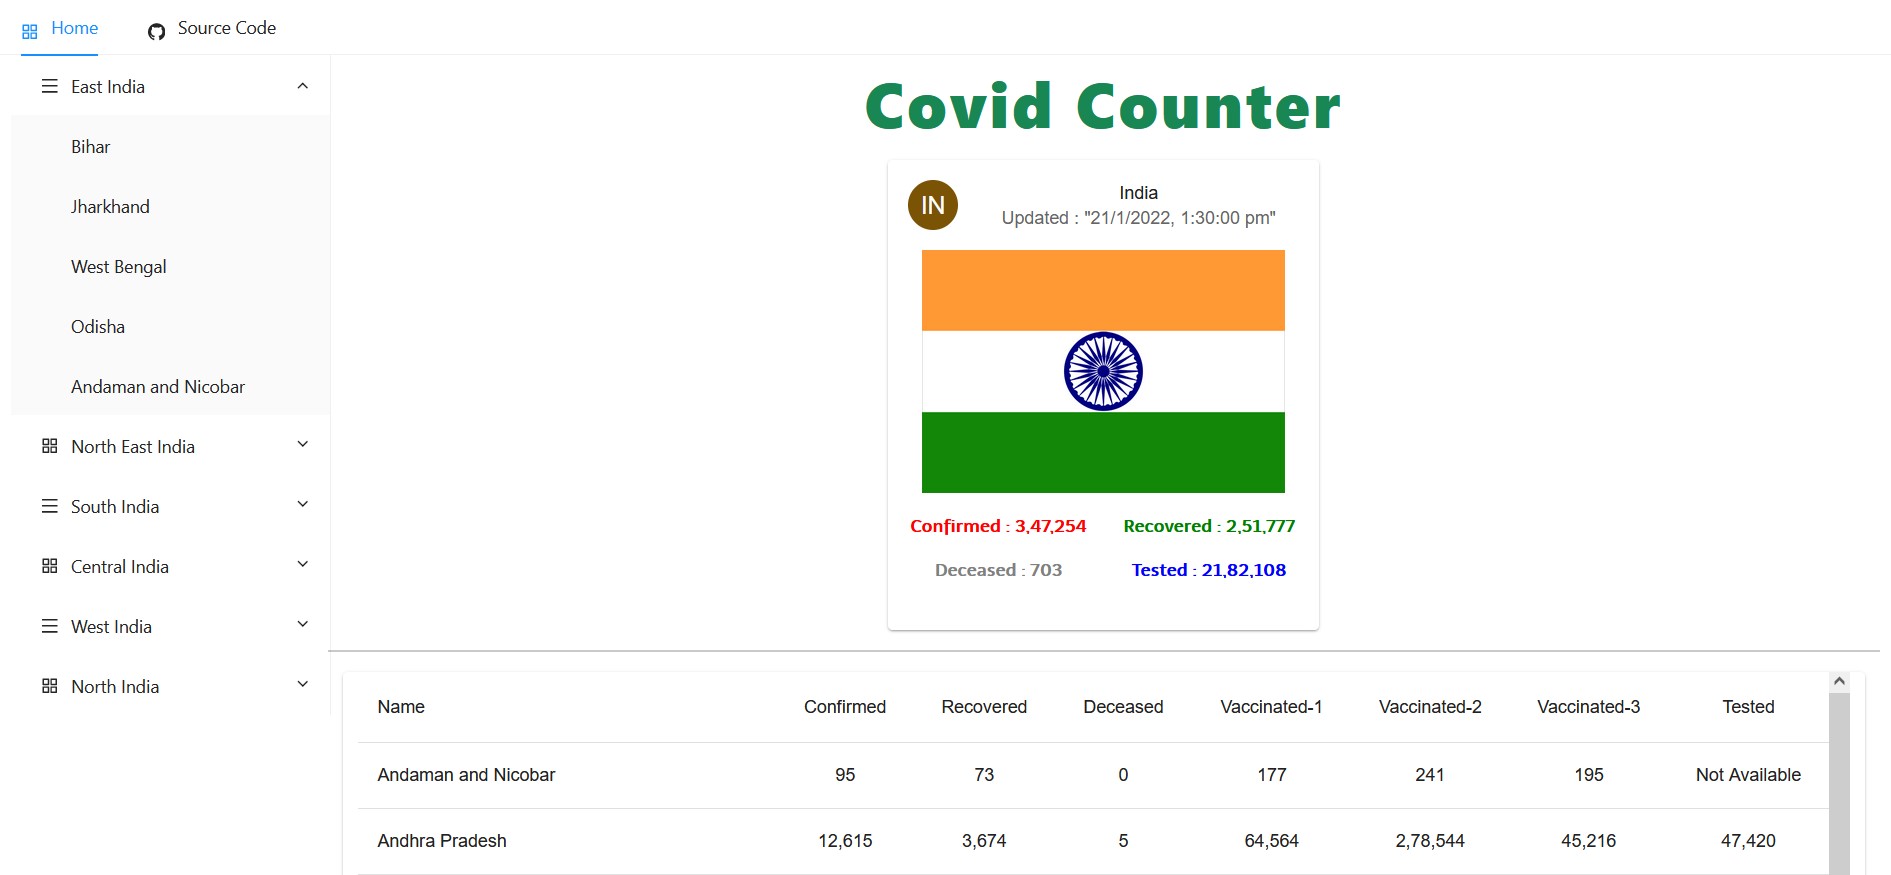 Home Source Code
East India
Bihar
Jharkhand
West Bengal
Odisha
Andaman and Nicobar
North East India
South India
Central India
West India
North India
Covid Counter
IN
India
Updated : "21/1/2022, 1:30:00 pm"
Confirmed : 3,47,254 Recovered : 2,51,777
Deceased : 703 Tested : 21,82,108
Name Confirmed Recovered Deceased Vaccinated-1 Vaccinated-2 Vaccinated-3 Tested
Andaman and Nicobar 95 73 0 177 241 195 Not Available
Andhra Pradesh 12,615 3,674 5 64,564 2,78,544 45,216 47,420